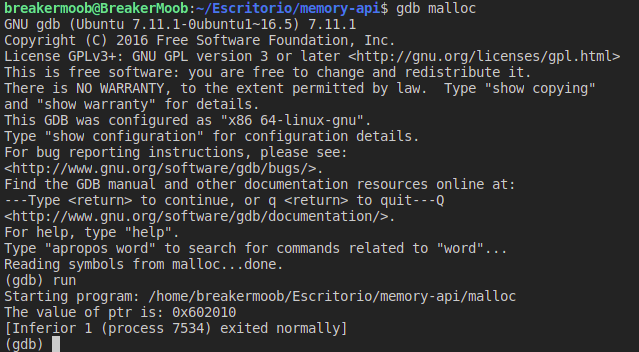 breakermoob@BreakerMoob:~/Escritorio/memory-api$ gdb malloc
GNU gdb (Ubuntu 7.11.1-0ubuntu1~16.5) 7.11.1
Copyright (C) 2016 Free Software Foundation, Inc.
License GPLv3+: GNU GPL version 3 or later <http://gnu.org/licenses/gpl.html>
This is free software: you are free to change and redistribute it.
There is NO WARRANTY, to the extent permitted by law.  Type "show copying"
and "show warranty" for details.
This GDB was configured as "x86 64-linux-gnu".
Type "show configuration" for configuration details.
For bug reporting instructions, please see:
<http://www.gnu.org/software/gdb/bugs/>.
Find the GDB manual and other documentation resources online at:
---Type <return> to continue, or q <return> to quit---Q
<http://www.gnu.org/software/gdb/documentation/>.
For help, type "help".
Type "apropos word" to search for commands related to "word"...
Reading symbols from malloc...done.
(gdb) run
Starting program: /home/breakermoob/Escritorio/memory-api/malloc
The value of ptr is: 0x602010
[Inferior 1 (process 7534) exited normally]
(gdb)